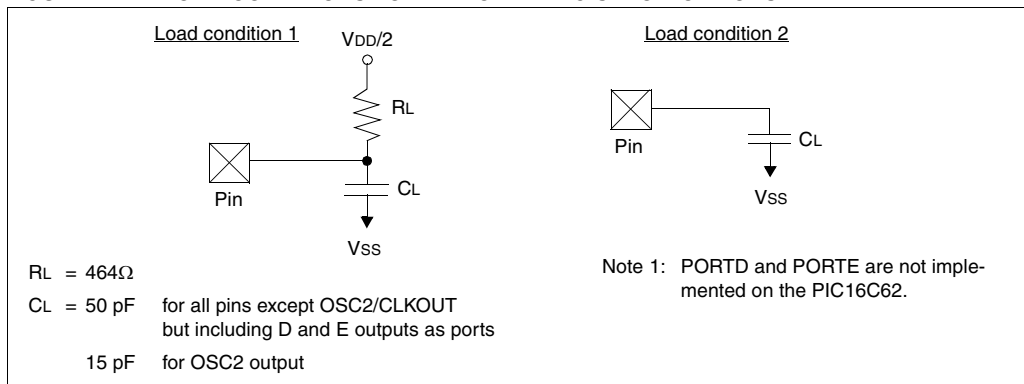 Load condition 1
VDD/2
RL
Pin
CL
VSS
RL = 464Ω
CL = 50 pF for all pins except OSC2/CLKOUT
but including D and E outputs as ports
15 pF for OSC2 output
Load condition 2
Pin
CL
VSS
Note 1: PORTD and PORTE are not imple-
mented on the PIC16C62.